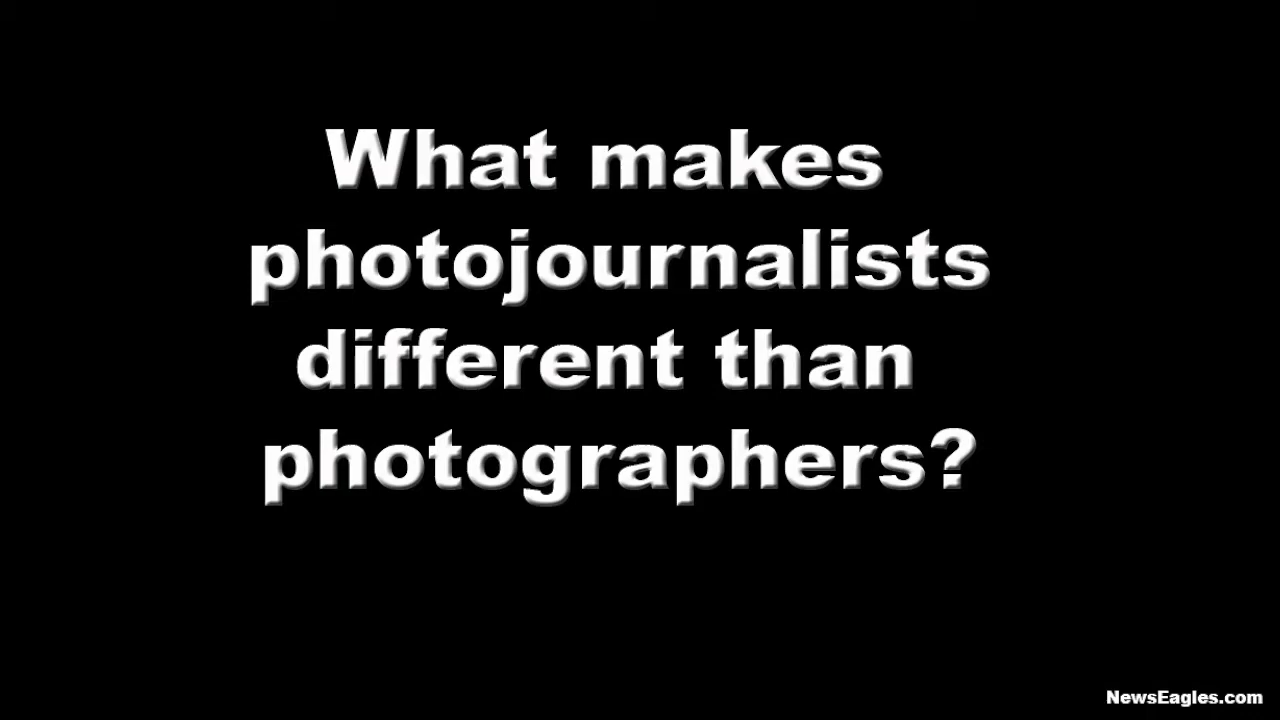 What makes
photojournalists
different than
photographers?
NewsEagles.com